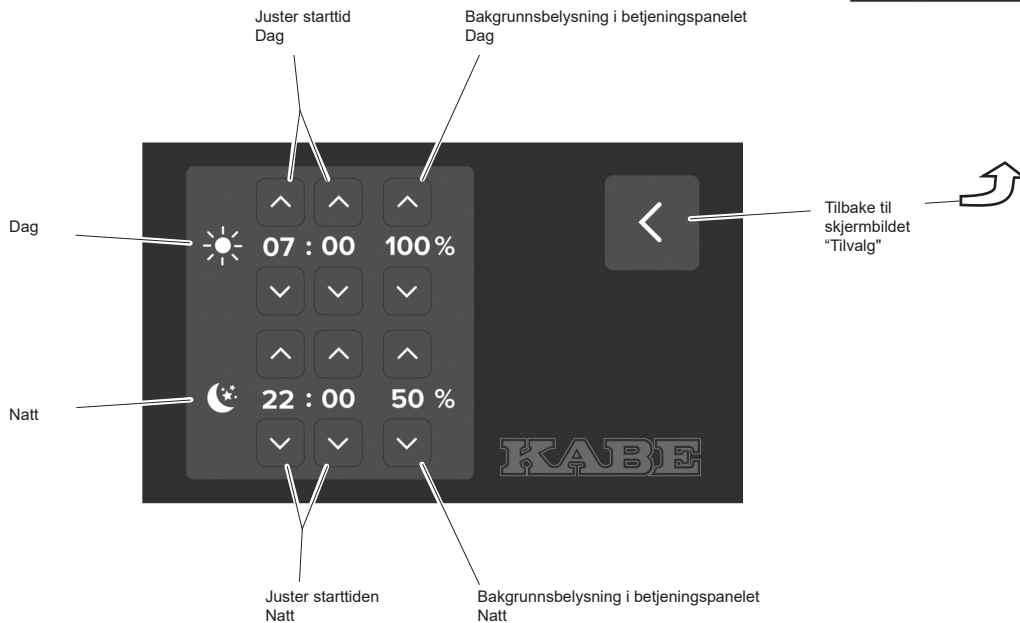 Juster starttid
Dag
Bakgrunnsbelysning i betjeningspanelet
Dag
Dag
07 : 00 100 %
Tilbake til
skjermbildet
“Tilvalg"
Natt
22 : 00 50 %
KABE
Juster starttiden
Natt
Bakgrunnsbelysning i betjeningspanelet
Natt